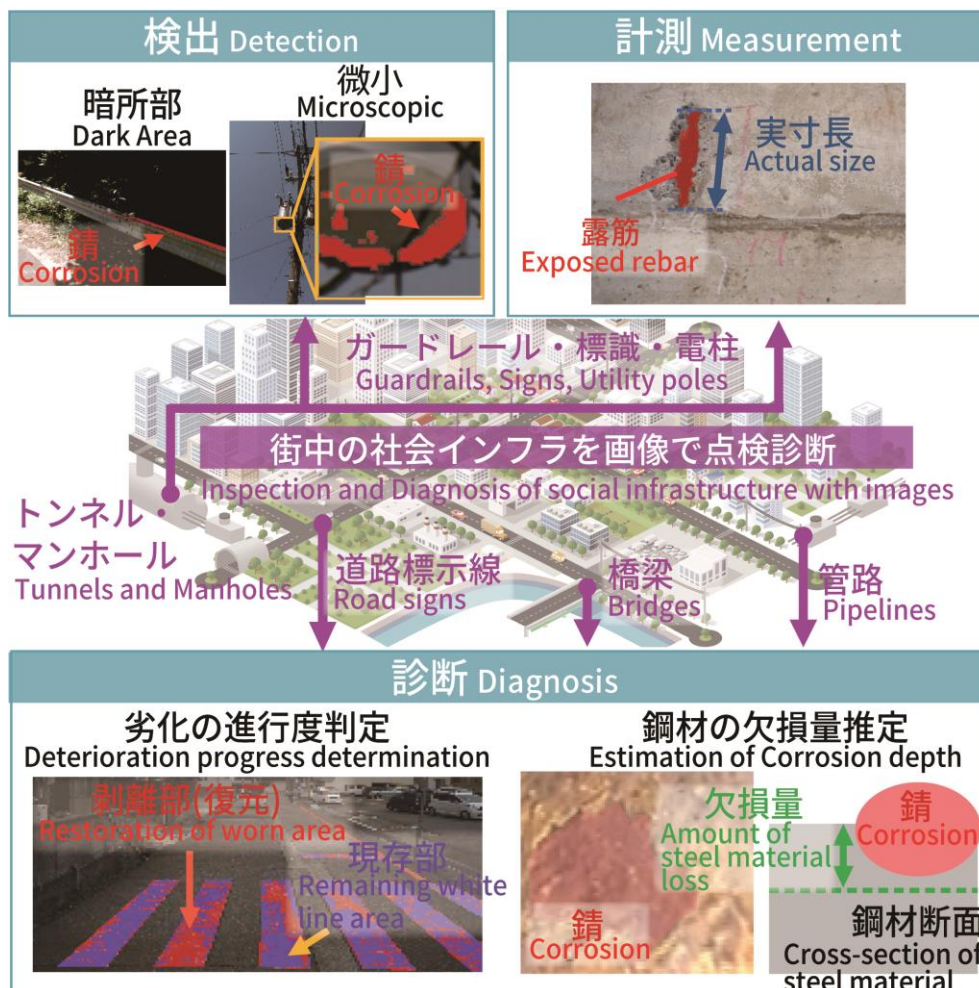 検出 Detection
暗所部
Dark Area
微小
Microscopic
錆
Corrosion
錆
Corrosion
計測 Measurement
実寸長
Actual size
露筋
Exposed rebar
ガードレール・標識・電柱
Guardrails, Signs, Utility poles
街中の社会インフラを画像で点検診断
Inspection and Diagnosis of social infrastructure with images
トンネル・
マンホール
Tunnels and Manholes
道路標示線
Road signs
橋梁
Bridges
管路
Pipelines
診断 Diagnosis
劣化の進行度判定
Deterioration progress determination
剥離部(復元)
Restoration of worn area
現存部
Remaining white
line area
鋼材の欠損量推定
Estimation of Corrosion depth
欠損量
Amount of
steel material
loss
錆
Corrosion
錆
Corrosion
鋼材断面
Cross-section of
steel material